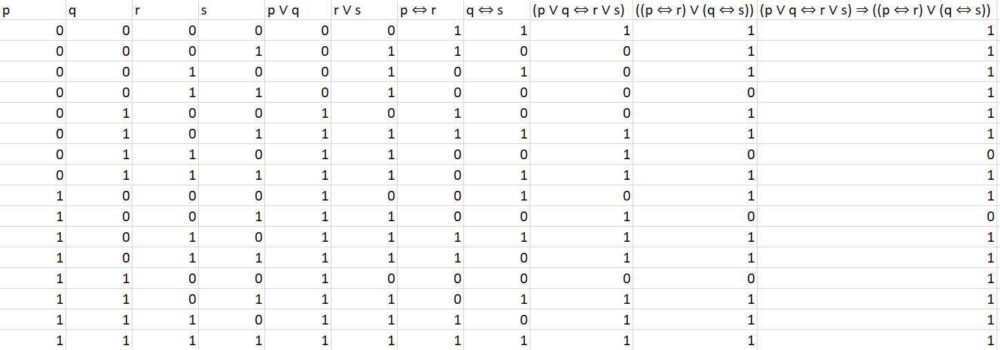 p q r s p ∨ q r ∨ s p ⇔ r q ⇔ s (p ∨ q ⇔ r ∨ s) ((p ⇔ r) ∨ (q ⇔ s)) (p ∨ q ⇔ r ∨ s) ⇒ ((p ⇔ r) ∨ (q ⇔ s))
0 0 0 0 0 0 1 1 1 1 1
0 0 0 1 0 1 1 0 0 1 1
0 0 1 0 0 1 0 1 0 1 1
0 0 1 1 0 1 0 0 0 0 1
0 1 0 0 1 0 1 0 0 1 1
0 1 0 1 1 1 1 1 1 1 1
0 1 1 0 1 1 0 0 1 0 0
0 1 1 1 1 1 0 1 1 1 1
1 0 0 0 1 0 0 1 0 1 1
1 0 0 1 1 1 0 0 1 0 0
1 0 1 0 1 1 1 1 1 1 1
1 0 1 1 1 1 1 0 1 1 1
1 1 0 0 1 0 0 0 0 0 1
1 1 0 1 1 1 0 1 1 1 1
1 1 1 0 1 1 1 0 1 1 1
1 1 1 1 1 1 1 1 1 1 1